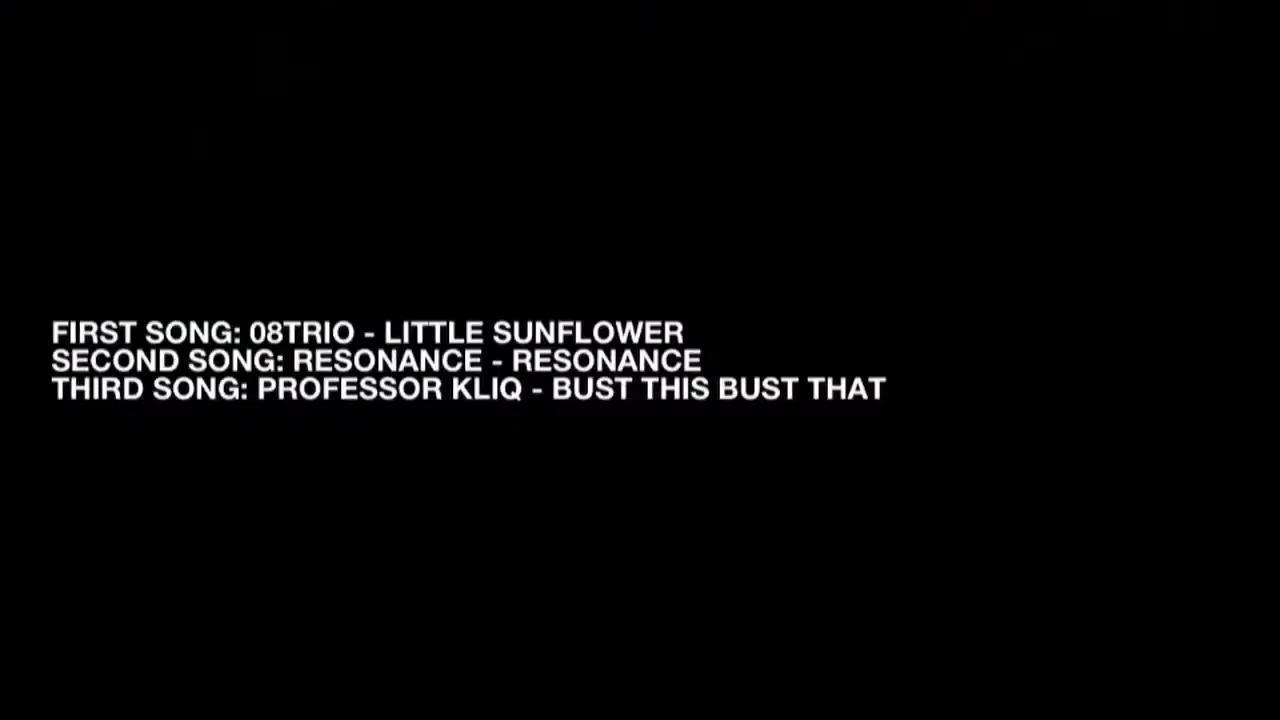 FIRST SONG: 08TRIO - LITTLE SUNFLOWER
SECOND SONG: RESONANCE - RESONANCE
THIRD SONG: PROFESSOR KLIQ - BUST THIS BUST THAT